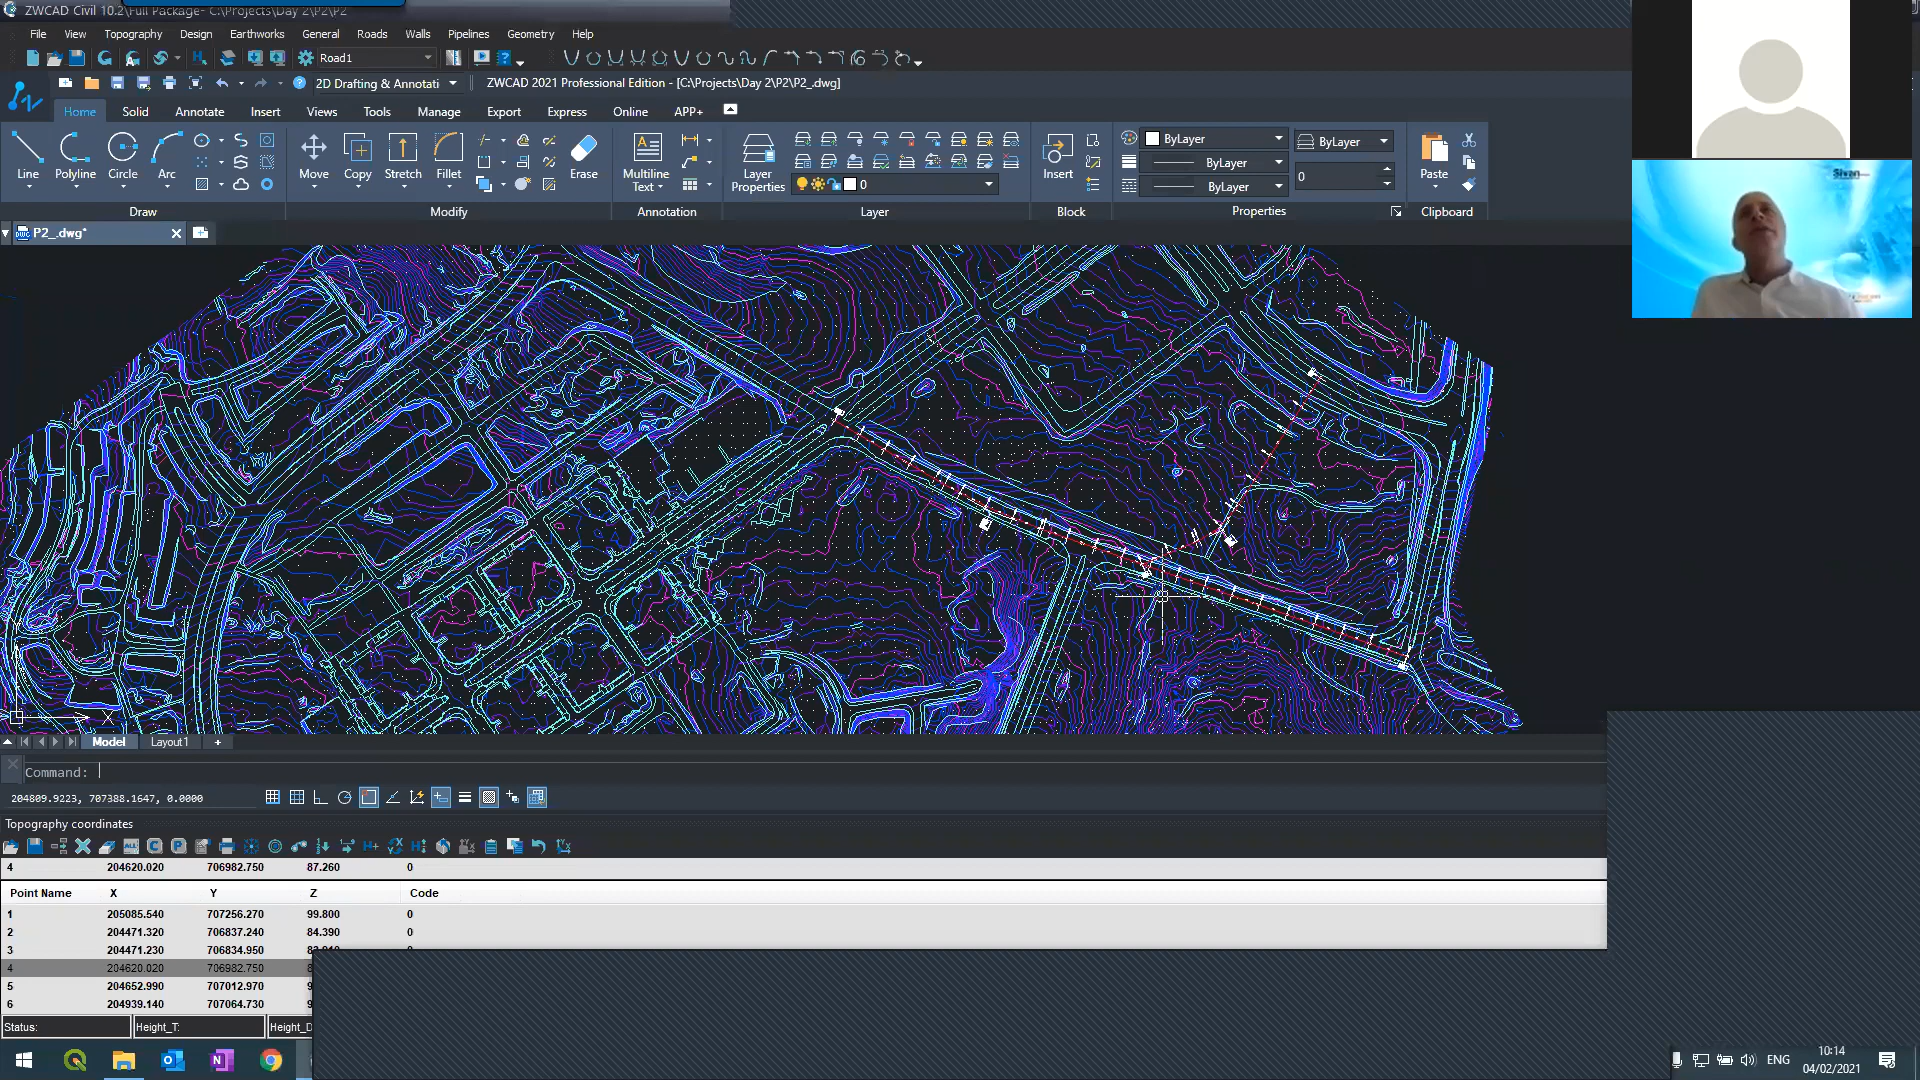 ZWCAD Civil 10.2\Full Package- C:\Projects\Day 2\P2\P2
File View Topography Design Earthworks General Roads Walls Pipelines Geometry Help
Road1
2D Drafting & Annotati ZWCAD 2021 Professional Edition - [C:\Projects\Day 2\P2\P2_.dwg]
Home Solid Annotate Insert Views Tools Manage Export Express Online APP+
Line Polyline Circle Arc
Move Copy Stretch Fillet Erase
Multiline Text
Layer Properties
0
Insert
ByLayer ByLayer
ByLayer
ByLayer
0
Paste
Draw Modify Annotation Layer Block Properties Clipboard
P2_.dwg*
Sivan
X
Model Layout1 +
Command:
204809.9223, 707388.1647, 0.0000
Topography coordinates
4 204620.020 706982.750 87.260 0
Point Name X Y Z Code
1 205085.540 707256.270 99.800 0
2 204471.320 706837.240 84.390 0
3 204471.230 706834.950
4 204620.020 706982.750
5 204652.990 707012.970
6 204939.140 707064.730
Status: Height_T: Height_D
ENG
10:14
04/02/2021